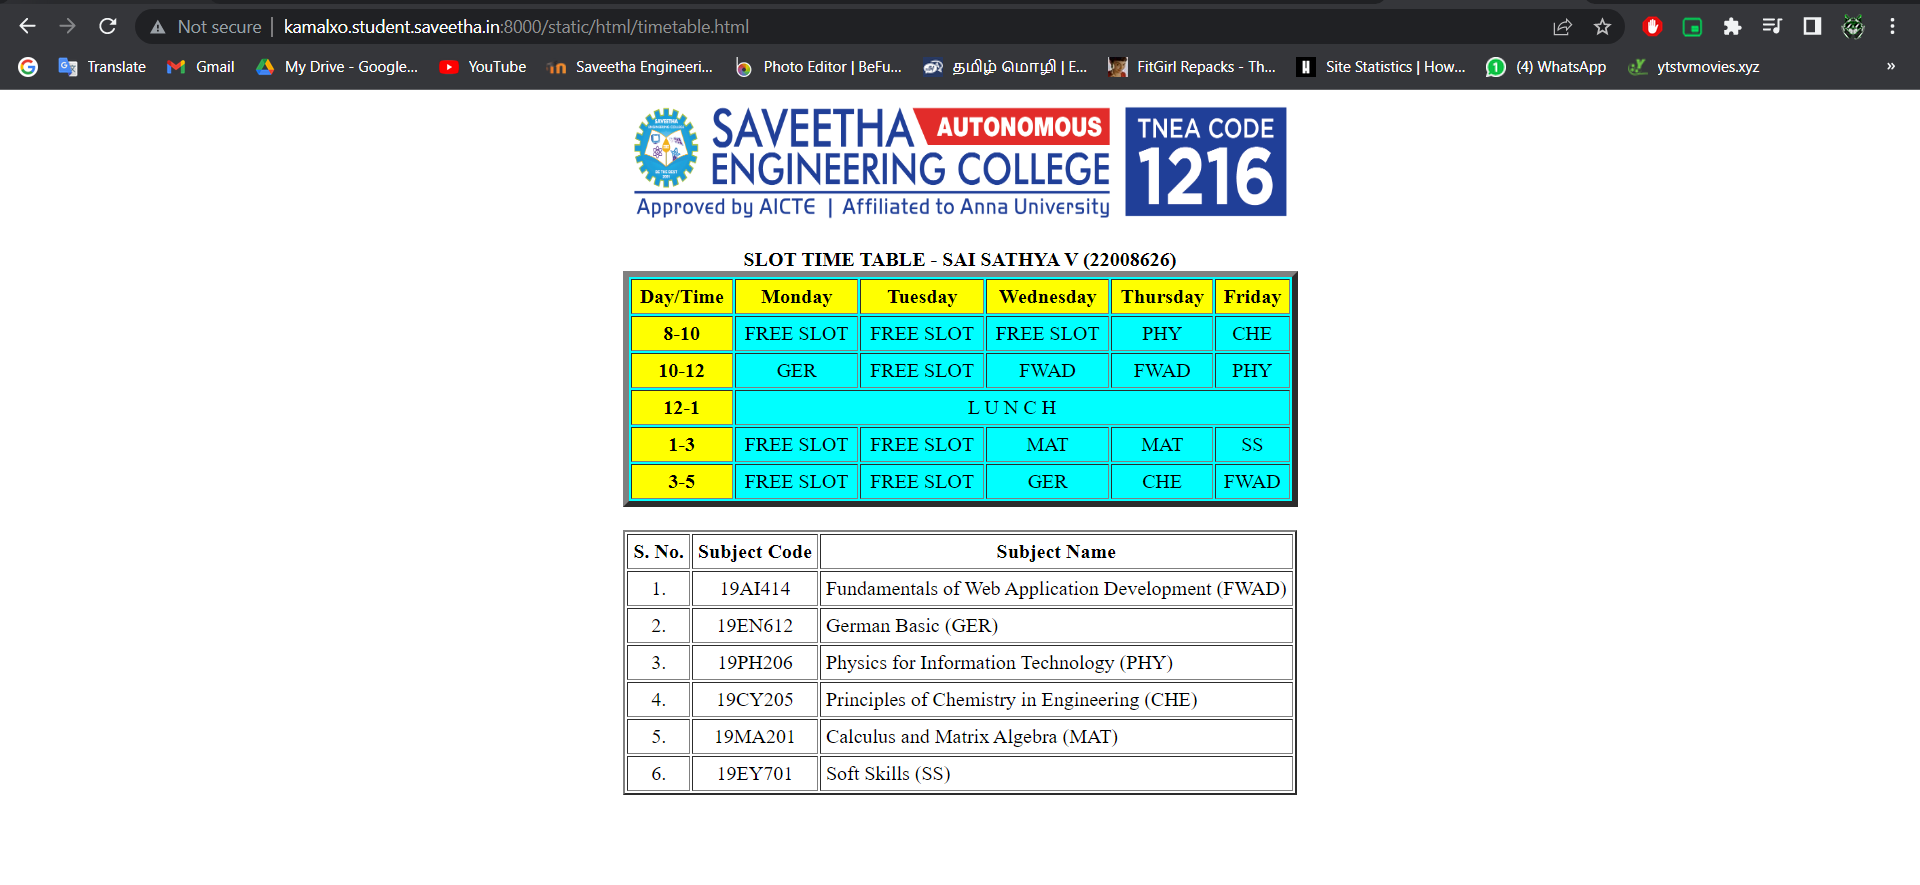 Not secure | kamalxo.student.saveetha.in:8000/static/html/timetable.html
Translate Gmail My Drive - Google... YouTube Saveetha Engineeri... Photo Editor | BeFu... தமிழ் மொழி | E... FitGirl Repacks - Th... Site Statistics | How... (4) WhatsApp ytstvmovies.xyz »
SAVEETHA AUTONOMOUS
ENGINEERING COLLEGE
Approved by AICTE | Affiliated to Anna University
TNEA CODE
1216
SLOT TIME TABLE - SAI SATHYA V (22008626)
Day/Time Monday Tuesday Wednesday Thursday Friday
8-10 FREE SLOT FREE SLOT FREE SLOT PHY CHE
10-12 GER FREE SLOT FWAD FWAD PHY
12-1 L U N C H
1-3 FREE SLOT FREE SLOT MAT MAT SS
3-5 FREE SLOT FREE SLOT GER CHE FWAD
S. No. Subject Code Subject Name
1. 19AI414 Fundamentals of Web Application Development (FWAD)
2. 19EN612 German Basic (GER)
3. 19PH206 Physics for Information Technology (PHY)
4. 19CY205 Principles of Chemistry in Engineering (CHE)
5. 19MA201 Calculus and Matrix Algebra (MAT)
6. 19EY701 Soft Skills (SS)